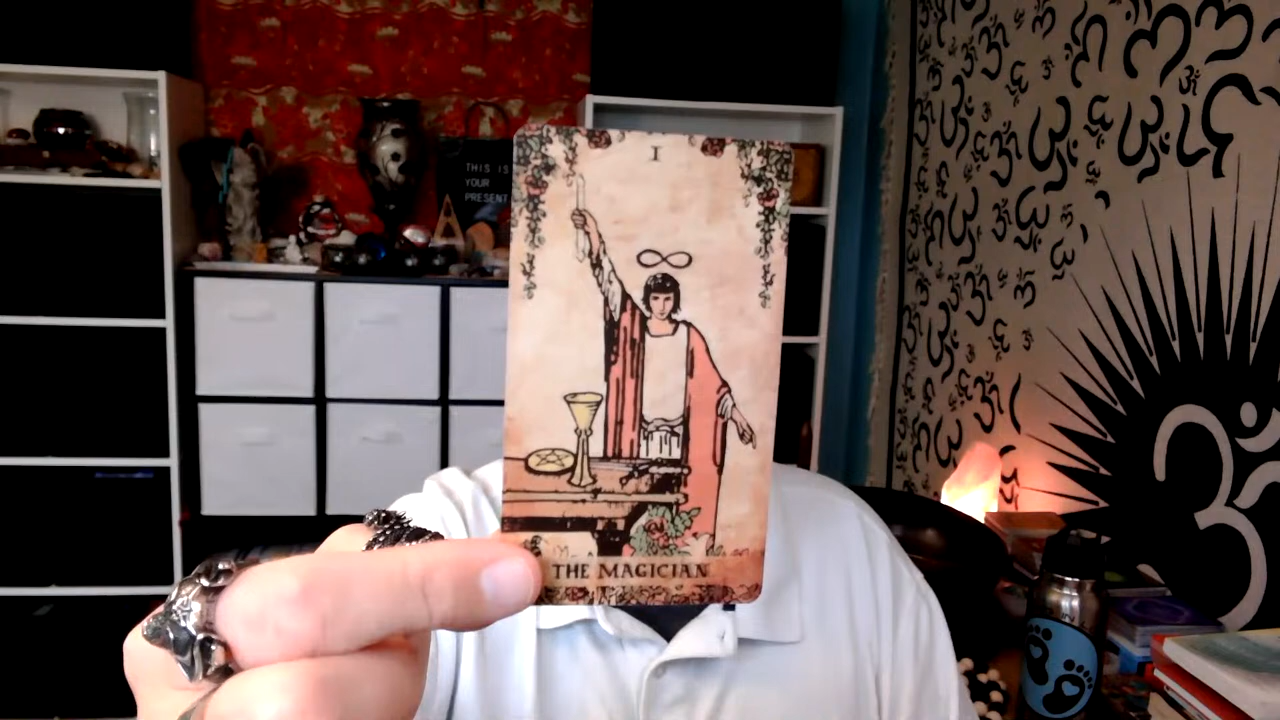 THIS IS
YOUR
PRESENT
I
THE MAGICIAN
ॐ